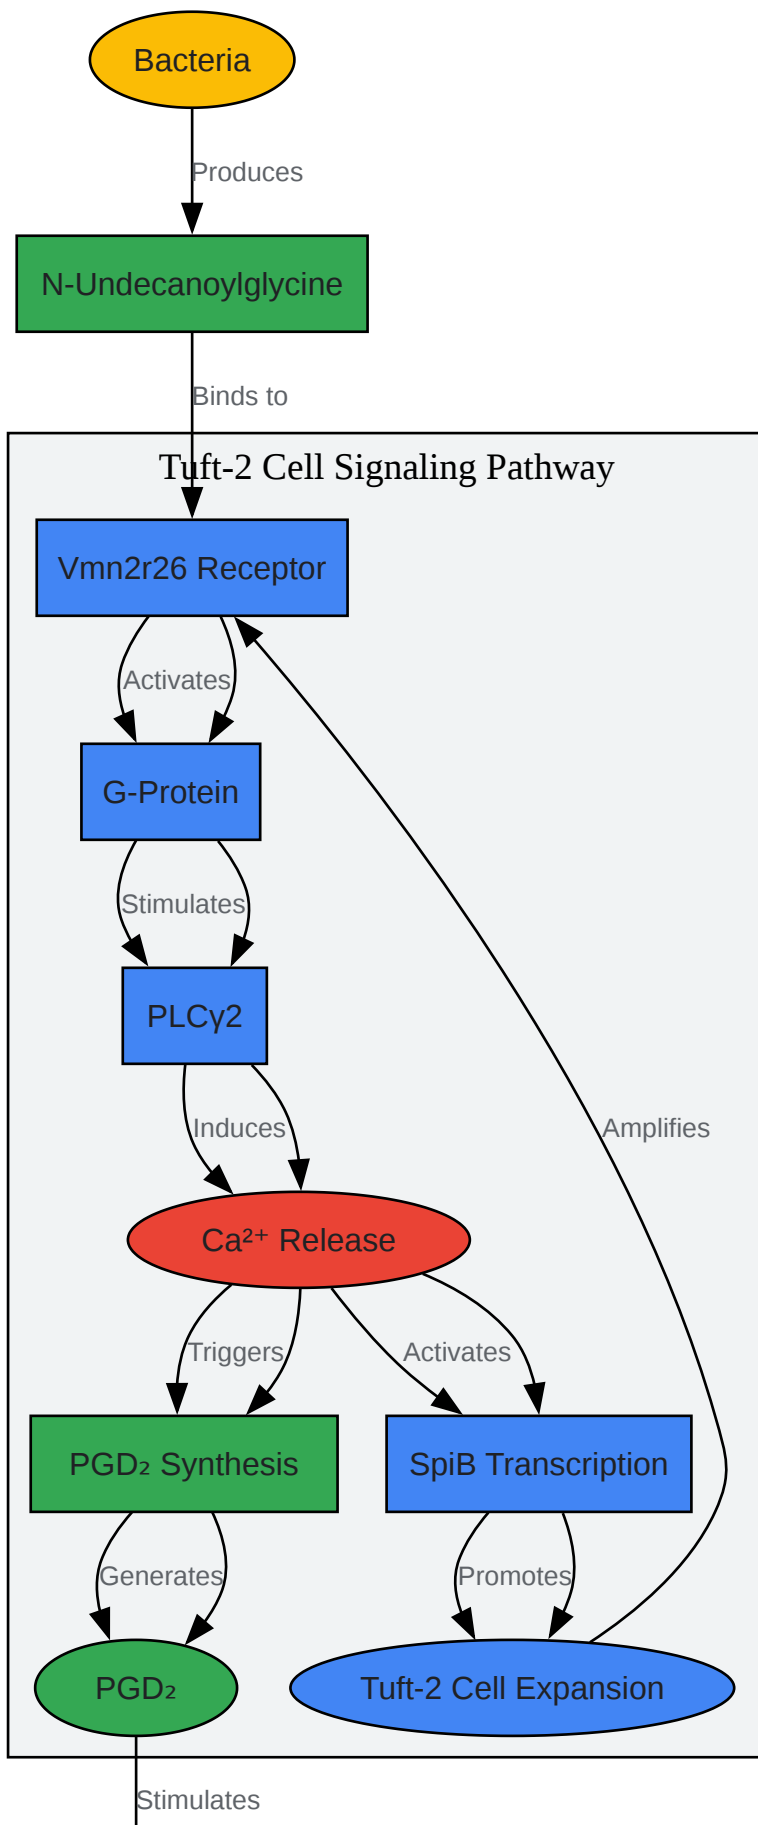 Bacteria
Produces
N-Undecanoylglycine
Binds to
Tuft-2 Cell Signaling Pathway
Vmn2r26 Receptor
Activates
G-Protein
Stimulates
PLCγ2
Induces
Amplifies
Ca²⁺ Release
Triggers
Activates
PGD₂ Synthesis
SpiB Transcription
Generates
Promotes
PGD₂
Tuft-2 Cell Expansion
Stimulates